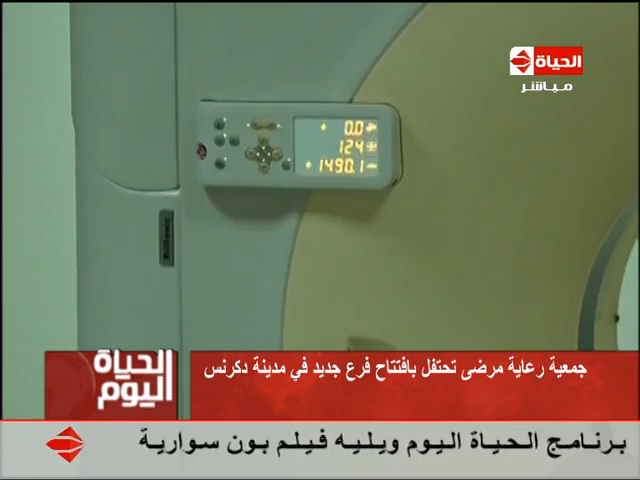 الحياة
مباشر
0.0
124
1490.1
جمعية رعاية مرضى تحتفل بافتتاح فرع جديد في مدينة دكرنس
الحياة
اليوم
برنامج الحياة اليوم ويليه فيلم بون سوارية